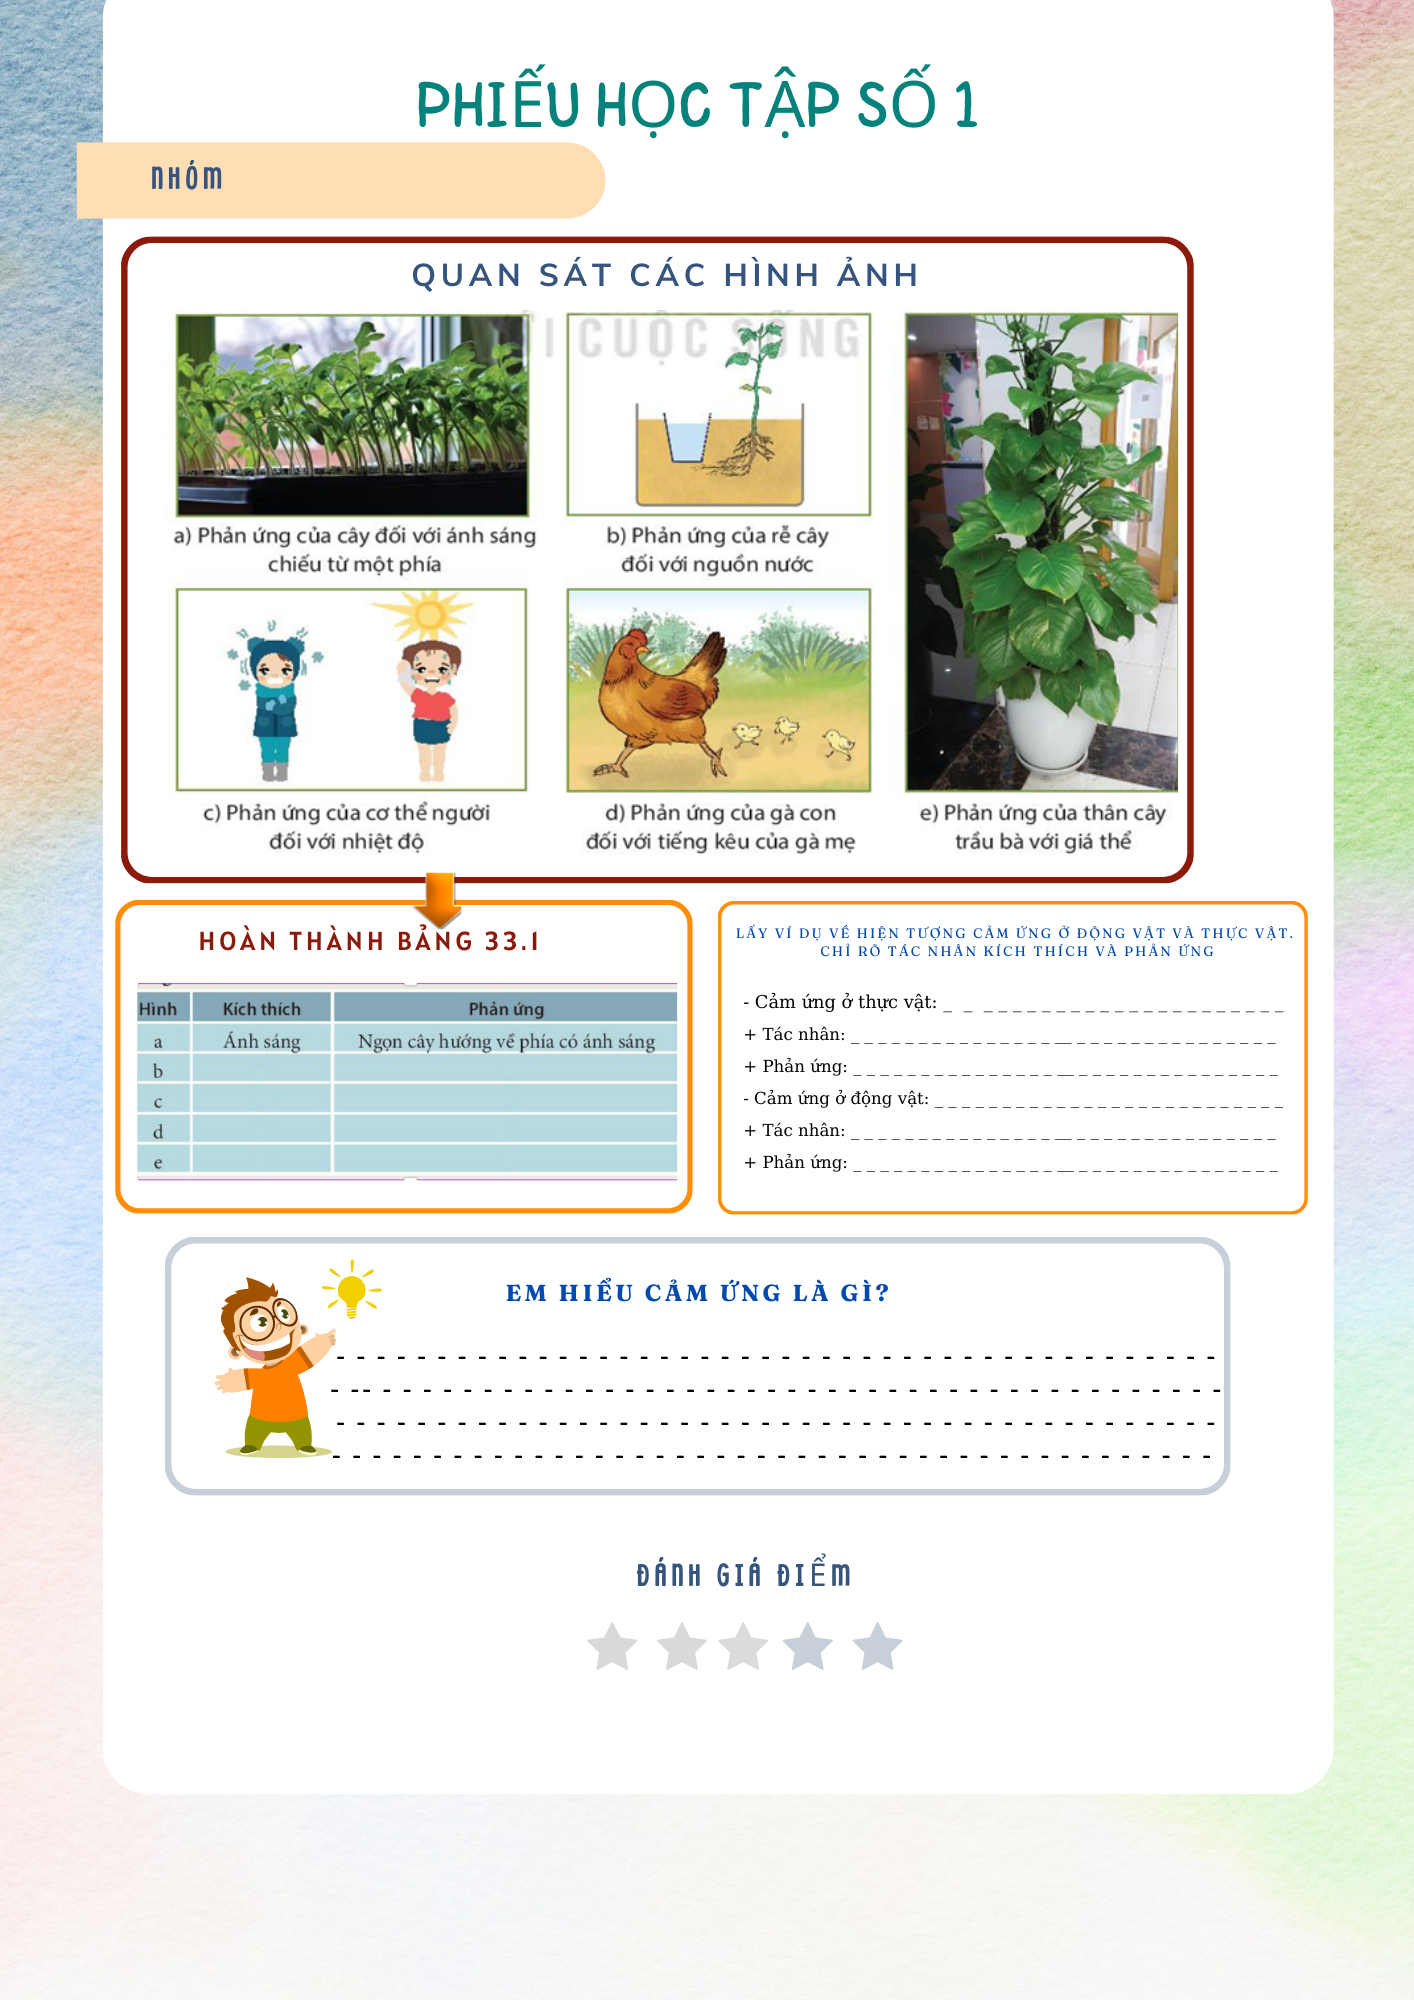 PHIẾU HỌC TẬP SỐ 1
NHÓM
QUAN SÁT CÁC HÌNH ẢNH
I CUỘC SỐNG
a) Phản ứng của cây đối với ánh sáng
chiếu từ một phía
b) Phản ứng của rễ cây
đối với nguồn nước
c) Phản ứng của cơ thể người
đối với nhiệt độ
d) Phản ứng của gà con
đối với tiếng kêu của gà mẹ
e) Phản ứng của thân cây
trầu bà với giá thể
HOÀN THÀNH BẢNG 33.1
Hình Kích thích Phản ứng
a Ánh sáng Ngọn cây hướng về phía có ánh sáng
b
c
d
e
LẤY VÍ DỤ VỀ HIỆN TƯỢNG CẢM ỨNG Ở ĐỘNG VẬT VÀ THỰC VẬT.
CHỈ RÕ TÁC NHÂN KÍCH THÍCH VÀ PHẢN ỨNG
- Cảm ứng ở thực vật: _ _ _ _ _ _ _ _ _ _ _ _ _ _ _ _ _ _ _ _ _ _ _ _
+ Tác nhân: _ _ _ _ _ _ _ _ _ _ _ _ _ _ _ __ _ _ _ _ _ _ _ _ _ _ _ _ _ _ _
+ Phản ứng: _ _ _ _ _ _ _ _ _ _ _ _ _ _ _ __ _ _ _ _ _ _ _ _ _ _ _ _ _ _ _
- Cảm ứng ở động vật: _ _ _ _ _ _ _ _ _ _ _ _ _ _ _ _ _ _ _ _ _ _ _ _ _ _
+ Tác nhân: _ _ _ _ _ _ _ _ _ _ _ _ _ _ _ __ _ _ _ _ _ _ _ _ _ _ _ _ _ _ _
+ Phản ứng: _ _ _ _ _ _ _ _ _ _ _ _ _ _ _ __ _ _ _ _ _ _ _ _ _ _ _ _ _ _ _
EM HIỂU CẢM ỨNG LÀ GÌ?
ĐÁNH GIÁ ĐIỂM